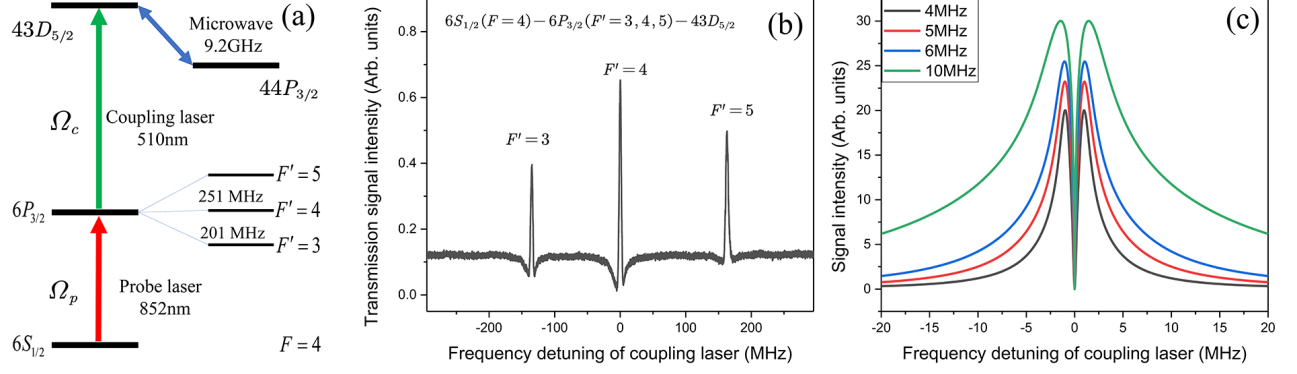 (a)
43D₅/₂
Microwave
9.2GHz
44P₃/₂
Ω_c
Coupling laser
510nm
F′ = 5
251 MHz
6P₃/₂
F′ = 4
201 MHz
F′ = 3
Ω_p
Probe laser
852nm
6S₁/₂
F = 4
(b)
6S₁/₂(F = 4) − 6P₃/₂(F′ = 3, 4, 5) − 43D₅/₂
F′ = 4
F′ = 5
F′ = 3
Transmission signal intensity (Arb. units)
0.8
0.6
0.4
0.2
0.0
-200 -100 0 100 200
Frequency detuning of coupling laser (MHz)
(c)
4MHz
5MHz
6MHz
10MHz
Signal intensity (Arb. units)
30
25
20
15
10
5
0
-20 -15 -10 -5 0 5 10 15 20
Frequency detuning of coupling laser (MHz)